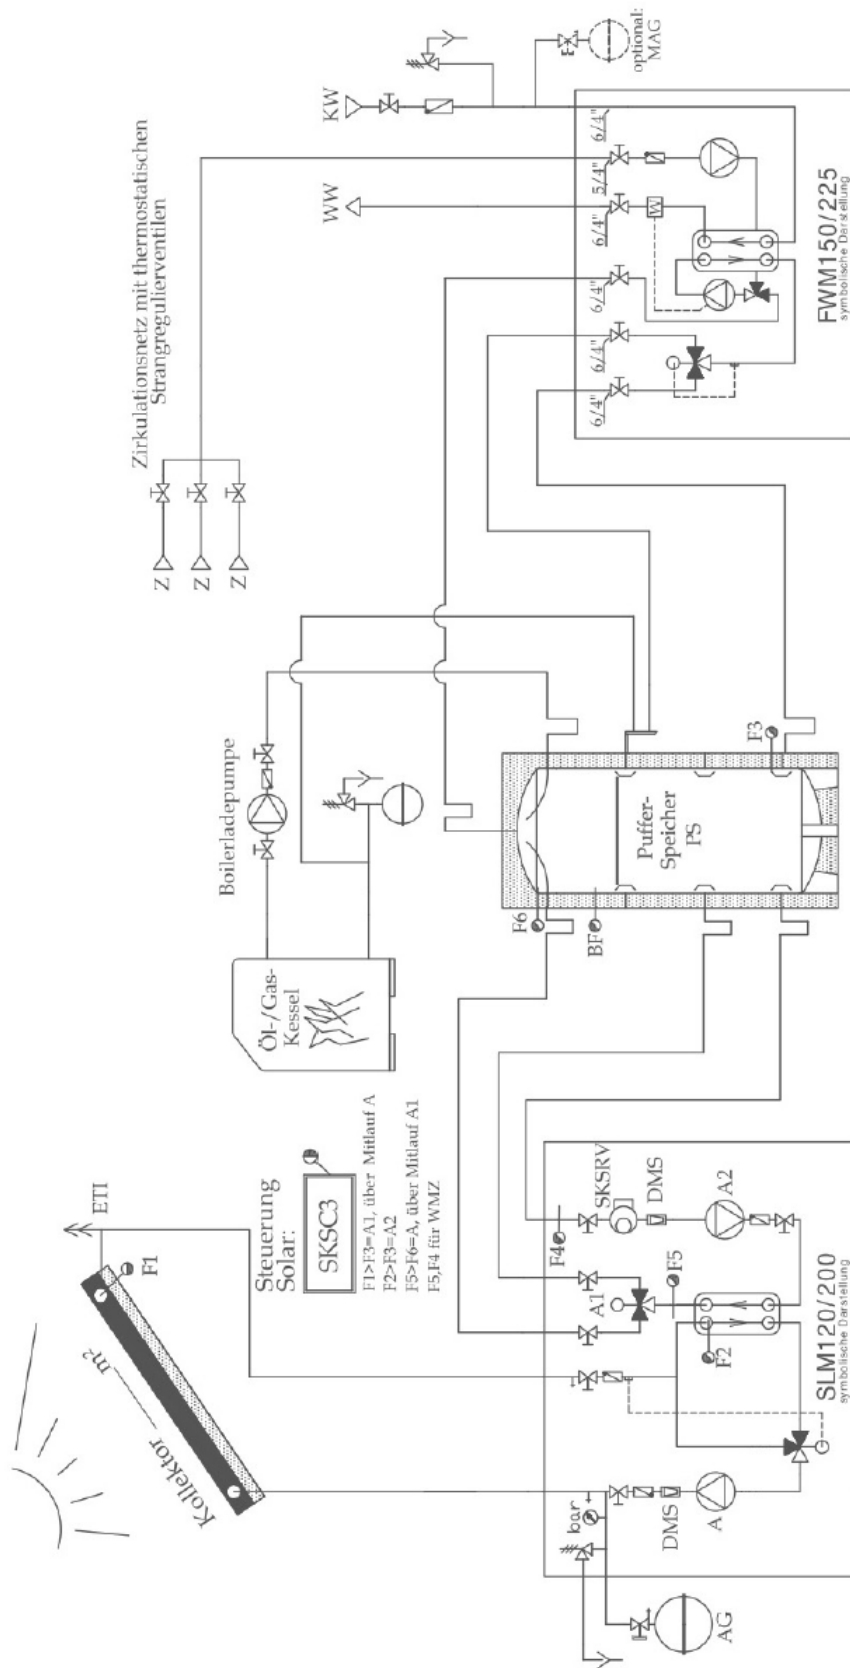 Kollektor
m²
F1
ETI
Steuerung
Solar:
SKSC3
F1>F3=A1, über Mitlauf A
F2>F3=A2
F5>F6=A, über Mitlauf A1
F5,F4 für WMZ
Öl-/Gas-
Kessel
Boilerladepumpe
Zirkulationsnetz mit thermostatischen
Strangregulierventilen
Z
Z
Z
WW
KW
optional:
MAG
6/4"
6/4"
6/4"
6/4"
5/4"
6/4"
W
FWM150/225
symbolische Darstellung
F6
BF
Puffer-
Speicher
PS
F3
bar
AG
DMS
A
A1
F2
F5
F4
SKSRV
DMS
A2
SLM120/200
symbolische Darstellung